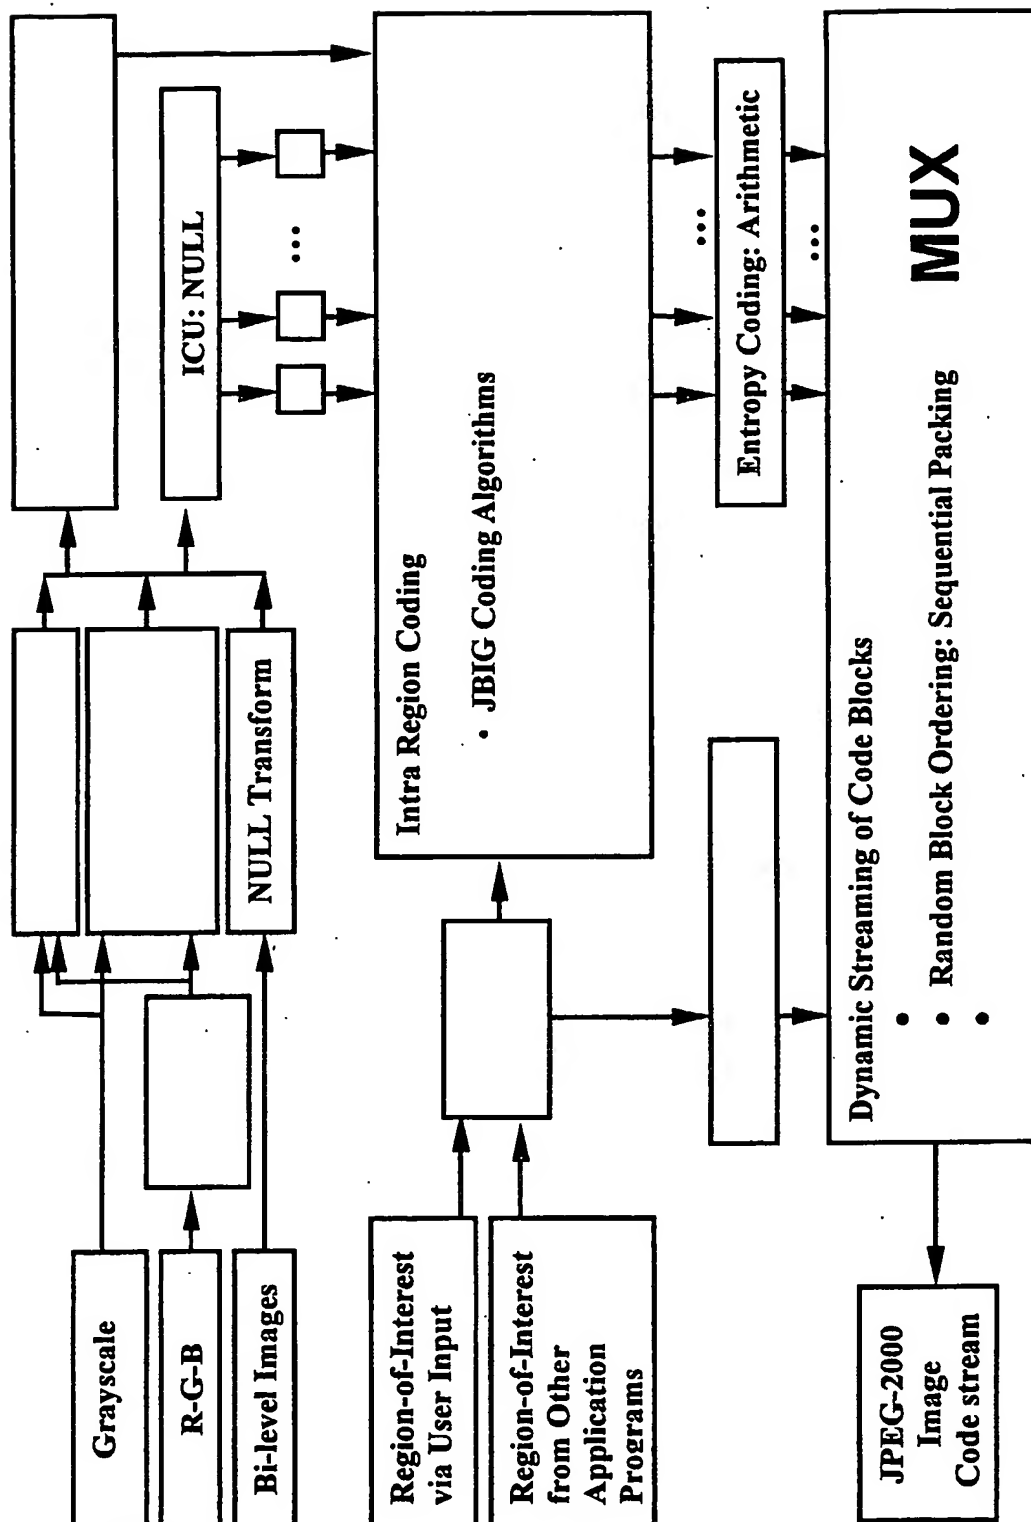 Grayscale
R-G-B
Bi-level Images
NULL Transform
ICU: NULL
...
Region-of-Interest
via User Input
Region-of-Interest
from Other
Application
Programs
Intra Region Coding
• JBIG Coding Algorithms
...
Entropy Coding: Arithmetic
...
Dynamic Streaming of Code Blocks
•
• Random Block Ordering: Sequential Packing
•
MUX
JPEG-2000
Image
Code stream